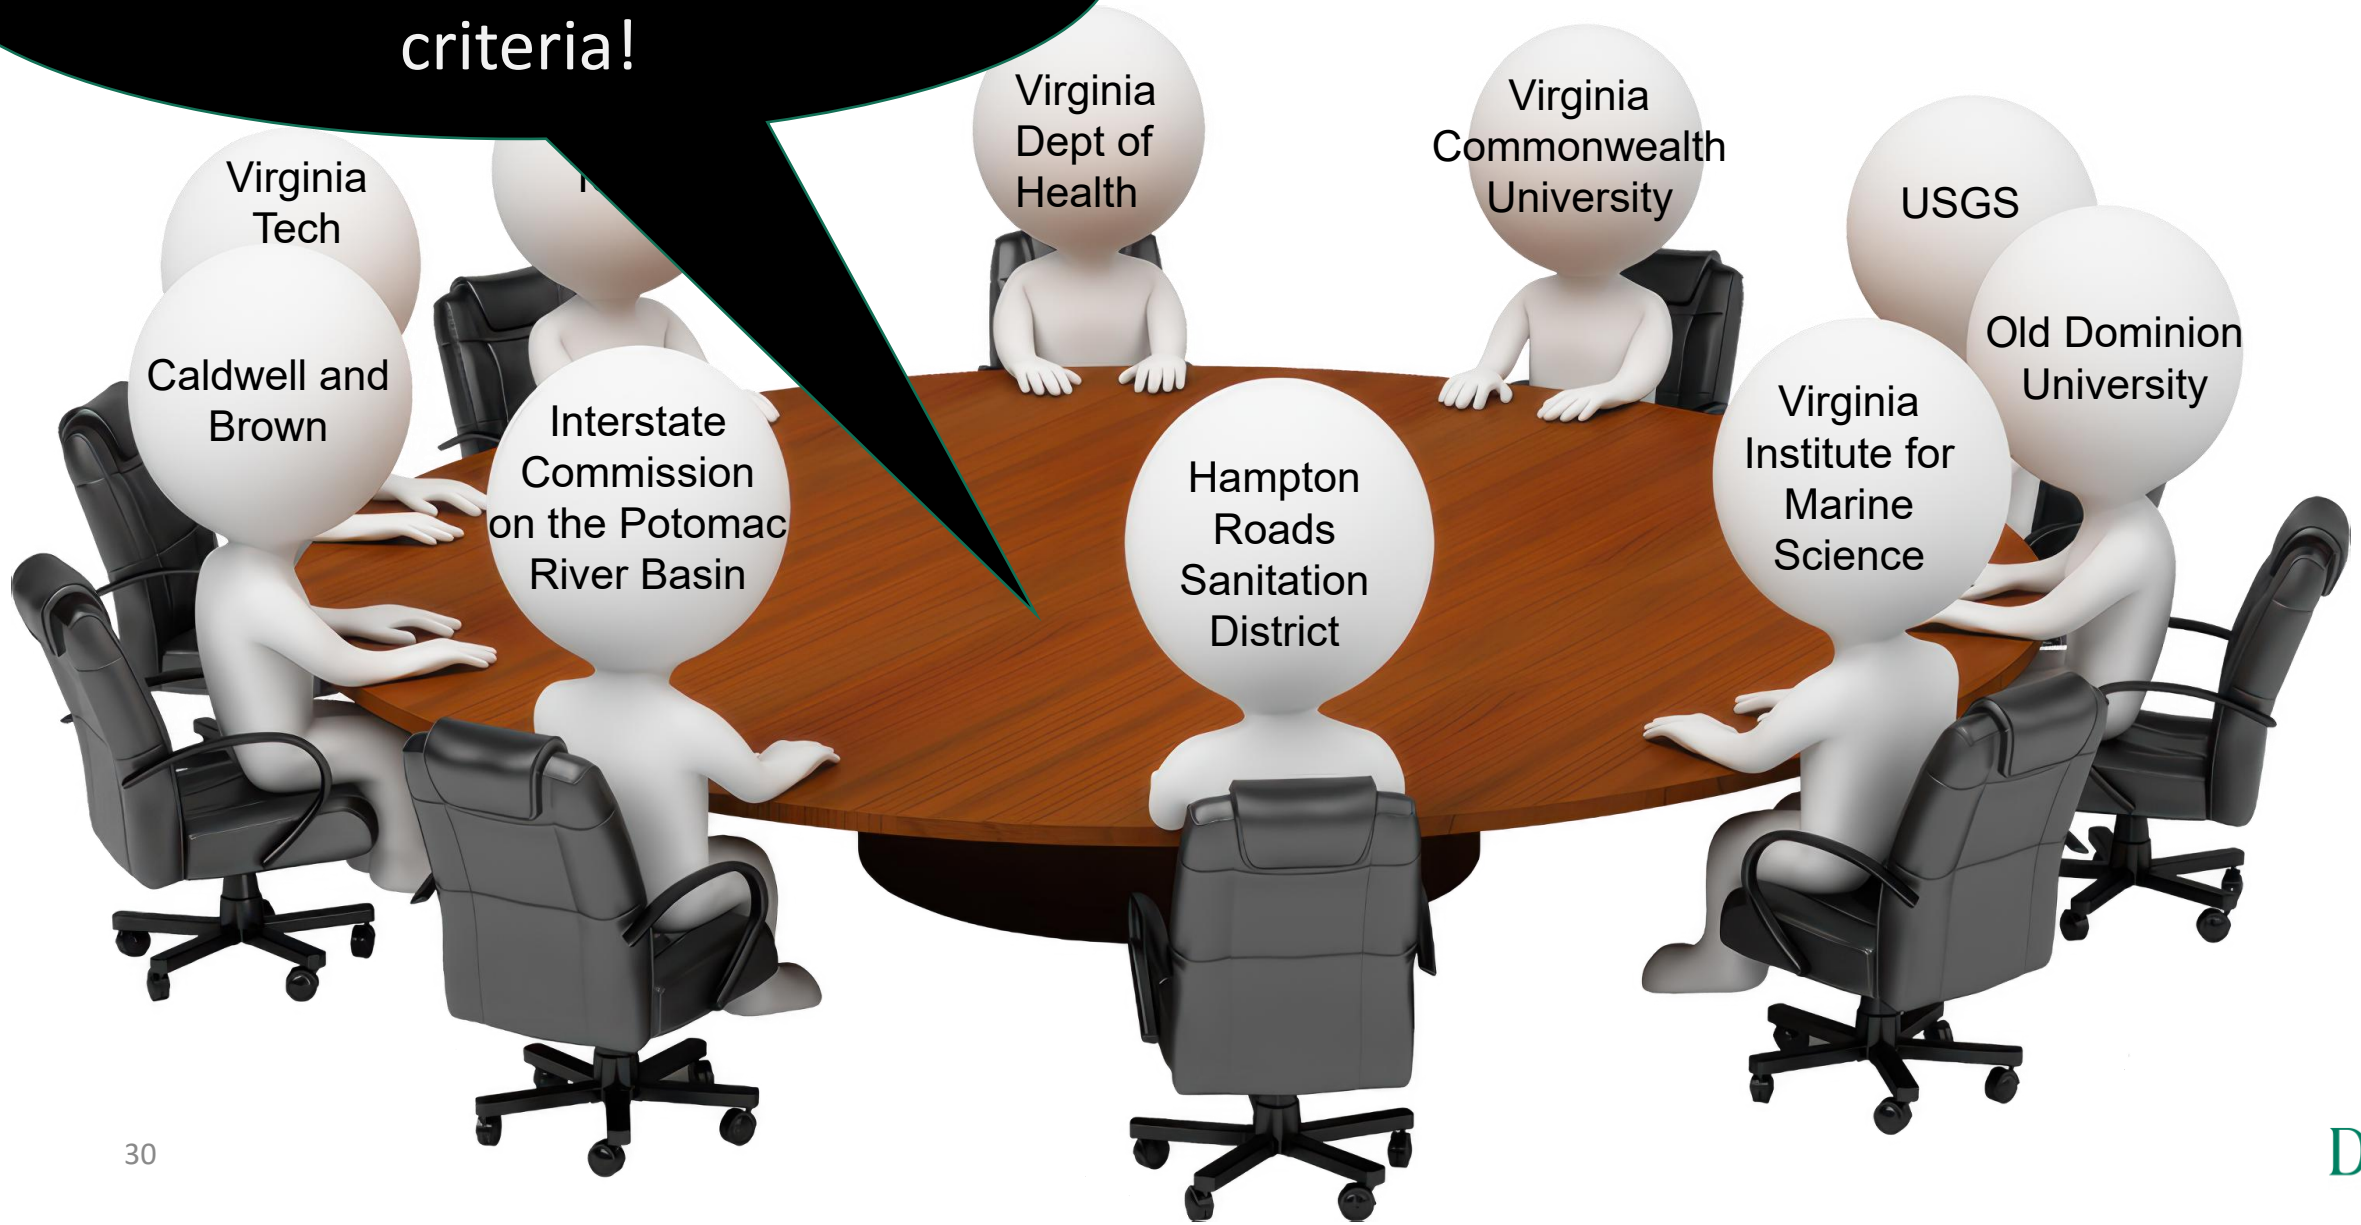 criteria!
Virginia
Tech
Virginia
Dept of
Health
Virginia
Commonwealth
University
USGS
Caldwell and
Brown
Interstate
Commission
on the Potomac
River Basin
Hampton
Roads
Sanitation
District
Virginia
Institute for
Marine
Science
Old Dominion
University
30
D